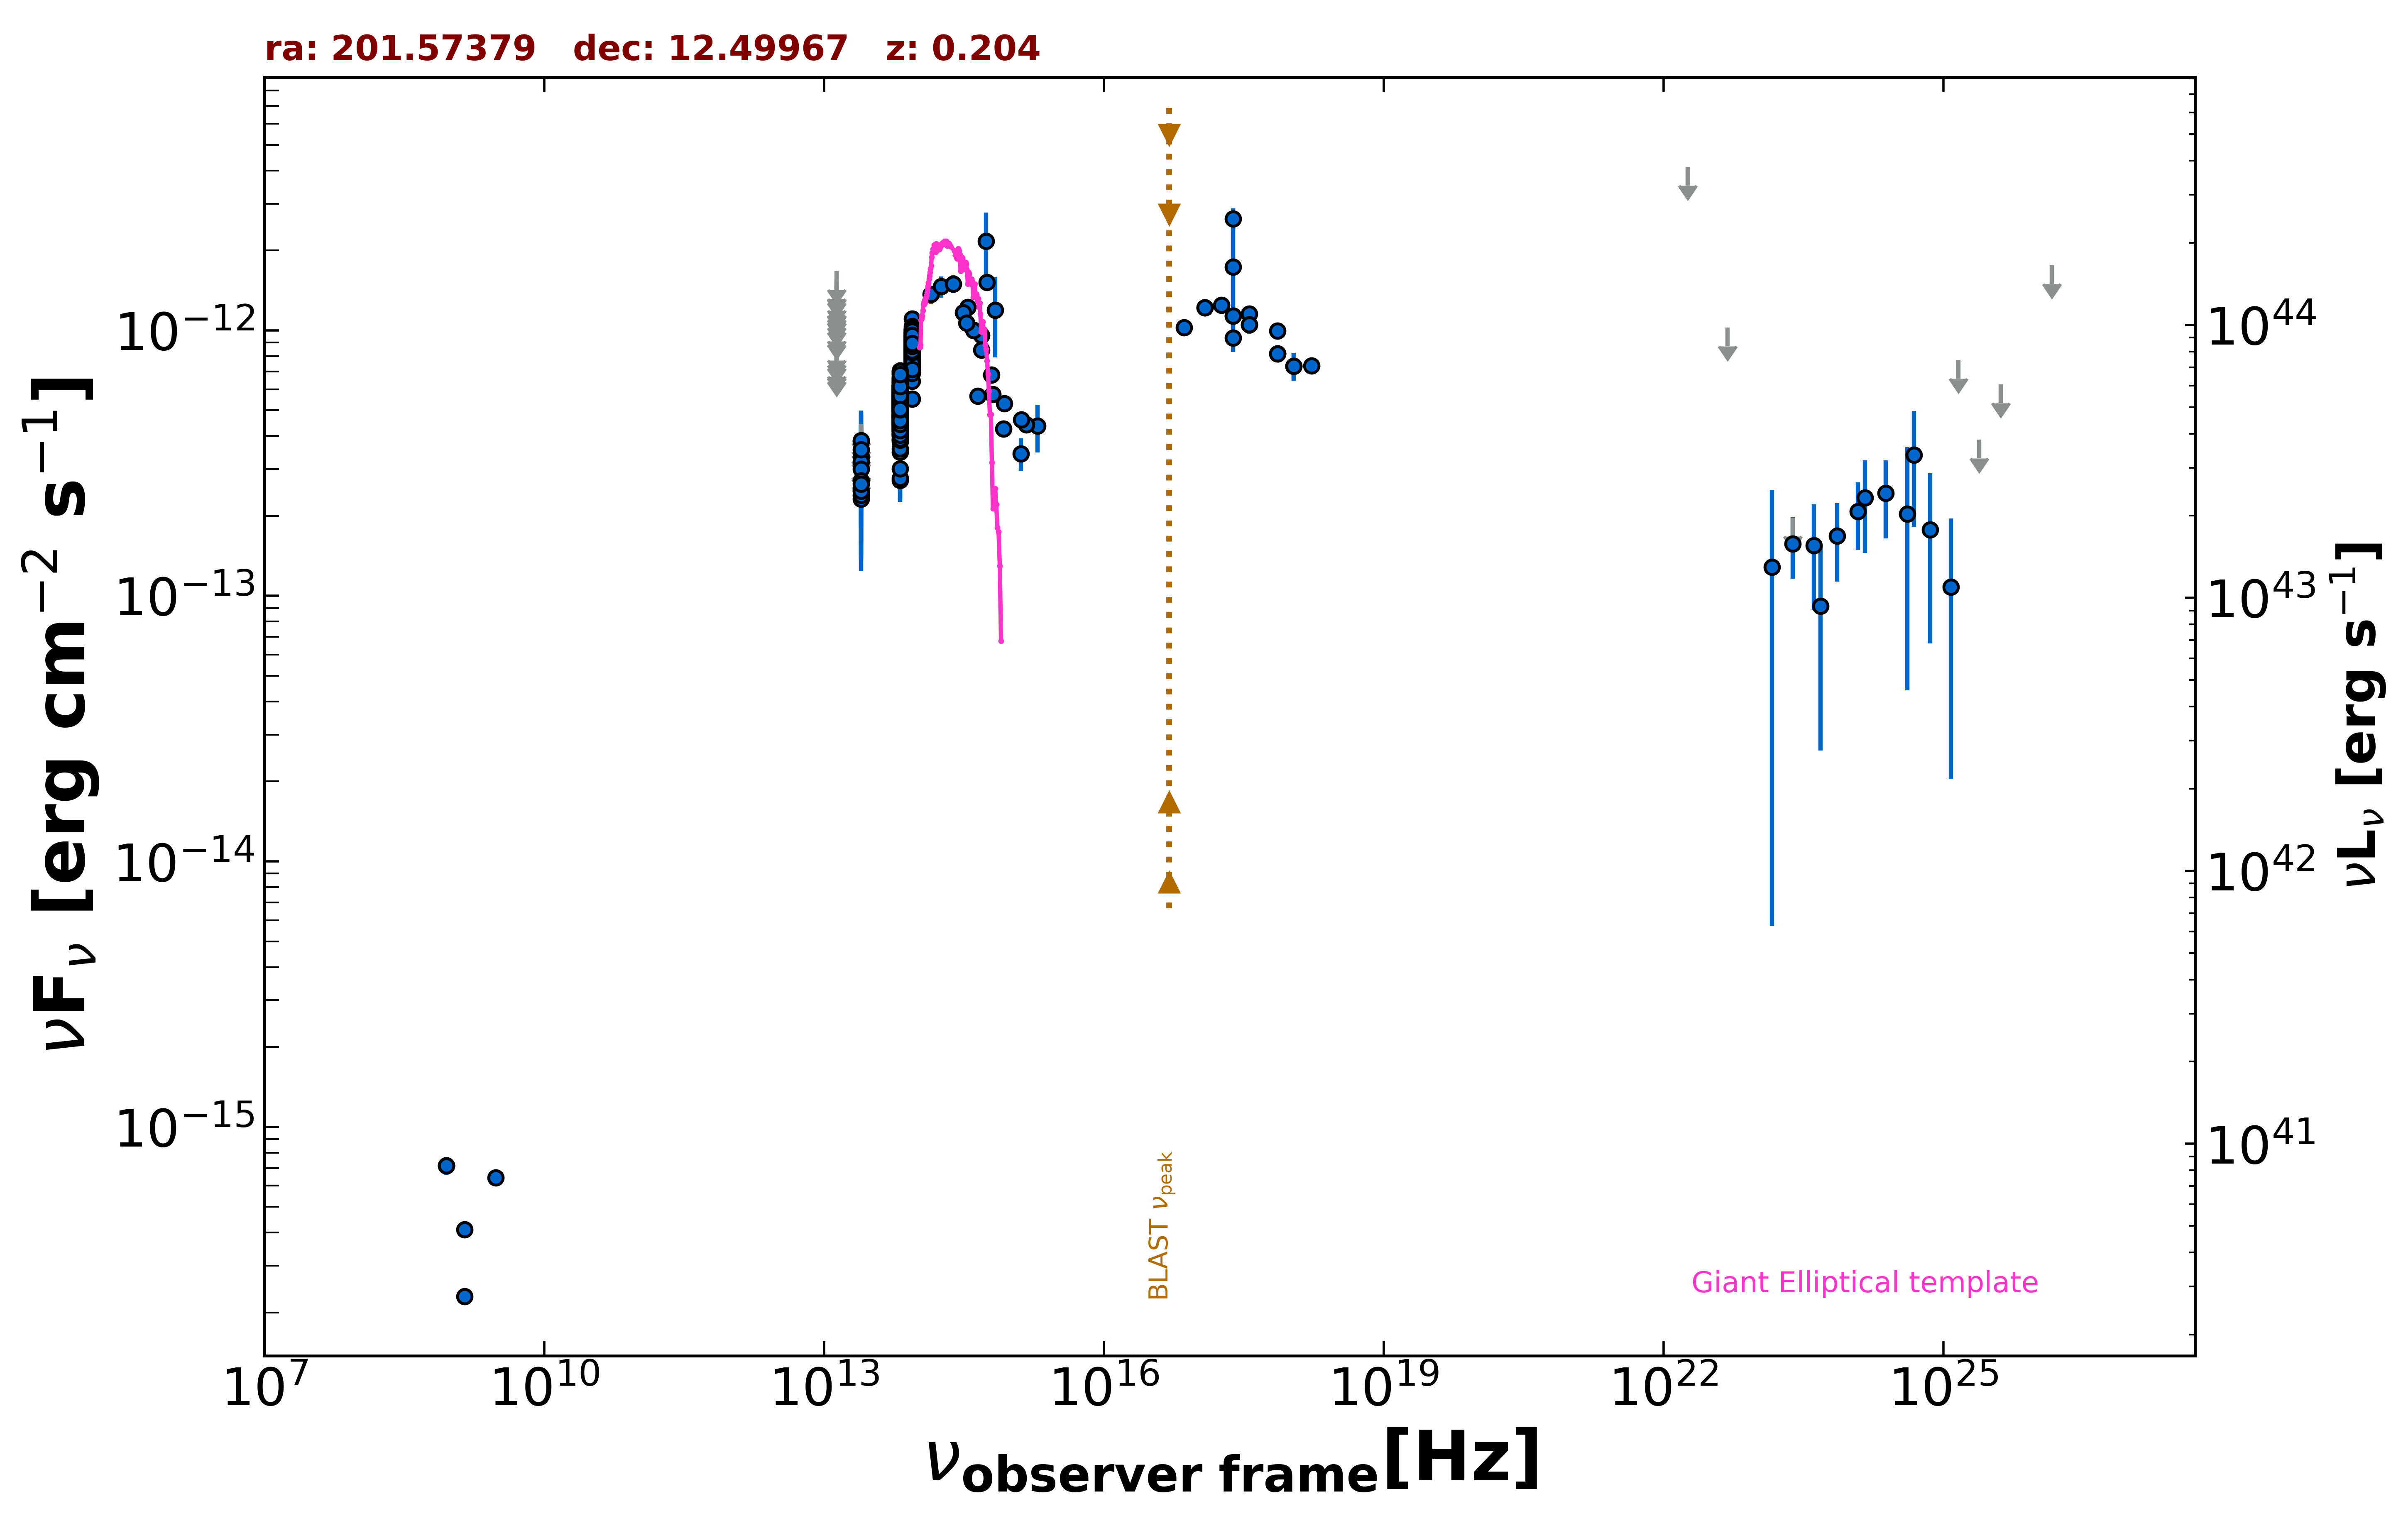 ra: 201.57379 dec: 12.49967 z: 0.204
νFν [erg cm⁻² s⁻¹]
10⁻¹²
10⁻¹³
10⁻¹⁴
10⁻¹⁵
10⁴⁴
10⁴³
10⁴²
10⁴¹
νLν [erg s⁻¹]
BLAST νpeak
Giant Elliptical template
10⁷ 10¹⁰ 10¹³ 10¹⁶ 10¹⁹ 10²² 10²⁵
νobserver frame[Hz]